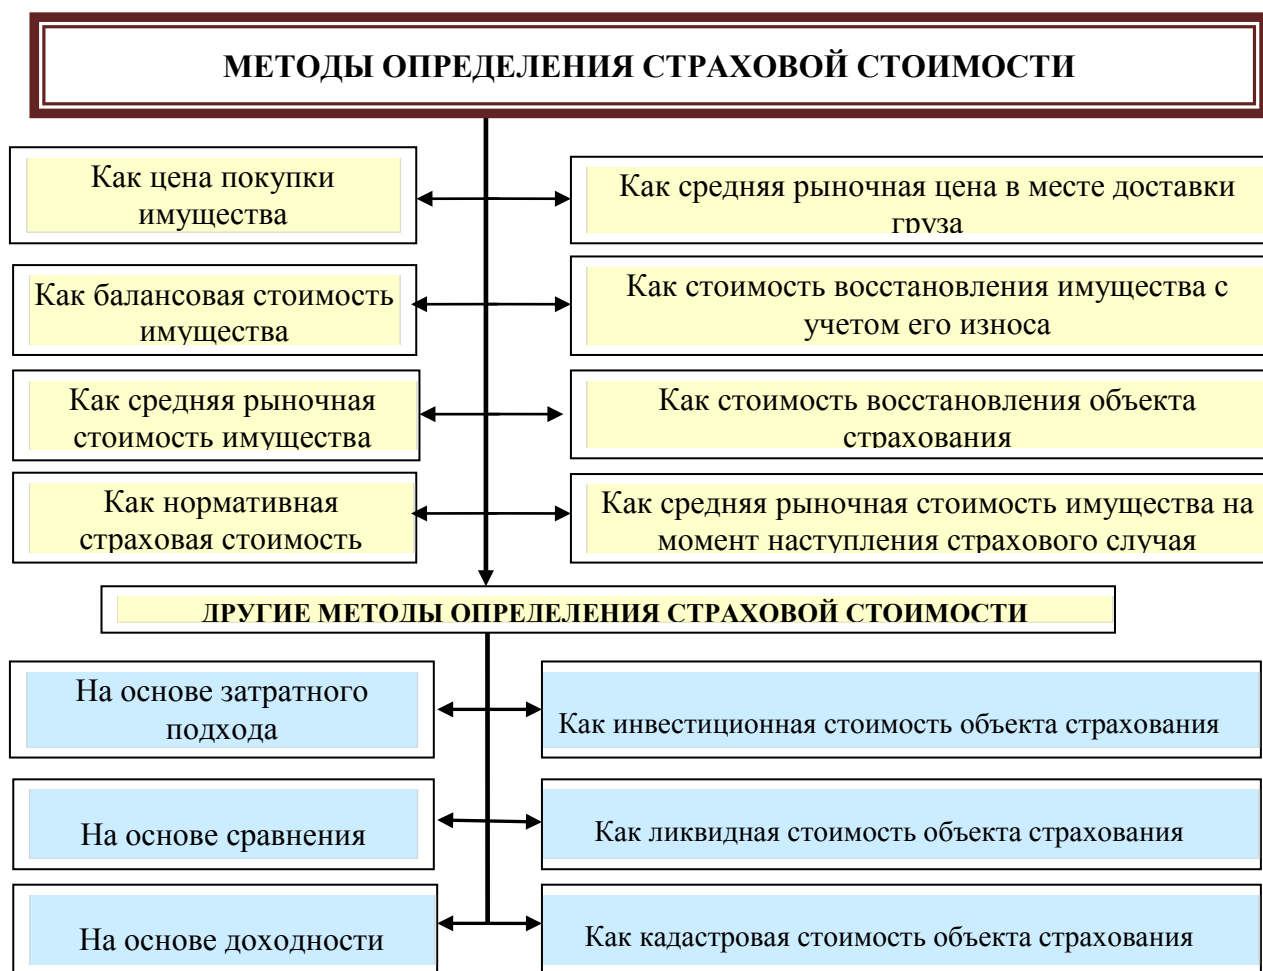 МЕТОДЫ ОПРЕДЕЛЕНИЯ СТРАХОВОЙ СТОИМОСТИ
Как цена покупки
имущества
Как средняя рыночная цена в месте доставки
груза
Как балансовая стоимость
имущества
Как стоимость восстановления имущества с
учетом его износа
Как средняя рыночная
стоимость имущества
Как стоимость восстановления объекта
страхования
Как нормативная
страховая стоимость
Как средняя рыночная стоимость имущества на
момент наступления страхового случая
ДРУГИЕ МЕТОДЫ ОПРЕДЕЛЕНИЯ СТРАХОВОЙ СТОИМОСТИ
На основе затратного
подхода
Как инвестиционная стоимость объекта страхования
На основе сравнения
Как ликвидная стоимость объекта страхования
На основе доходности
Как кадастровая стоимость объекта страхования